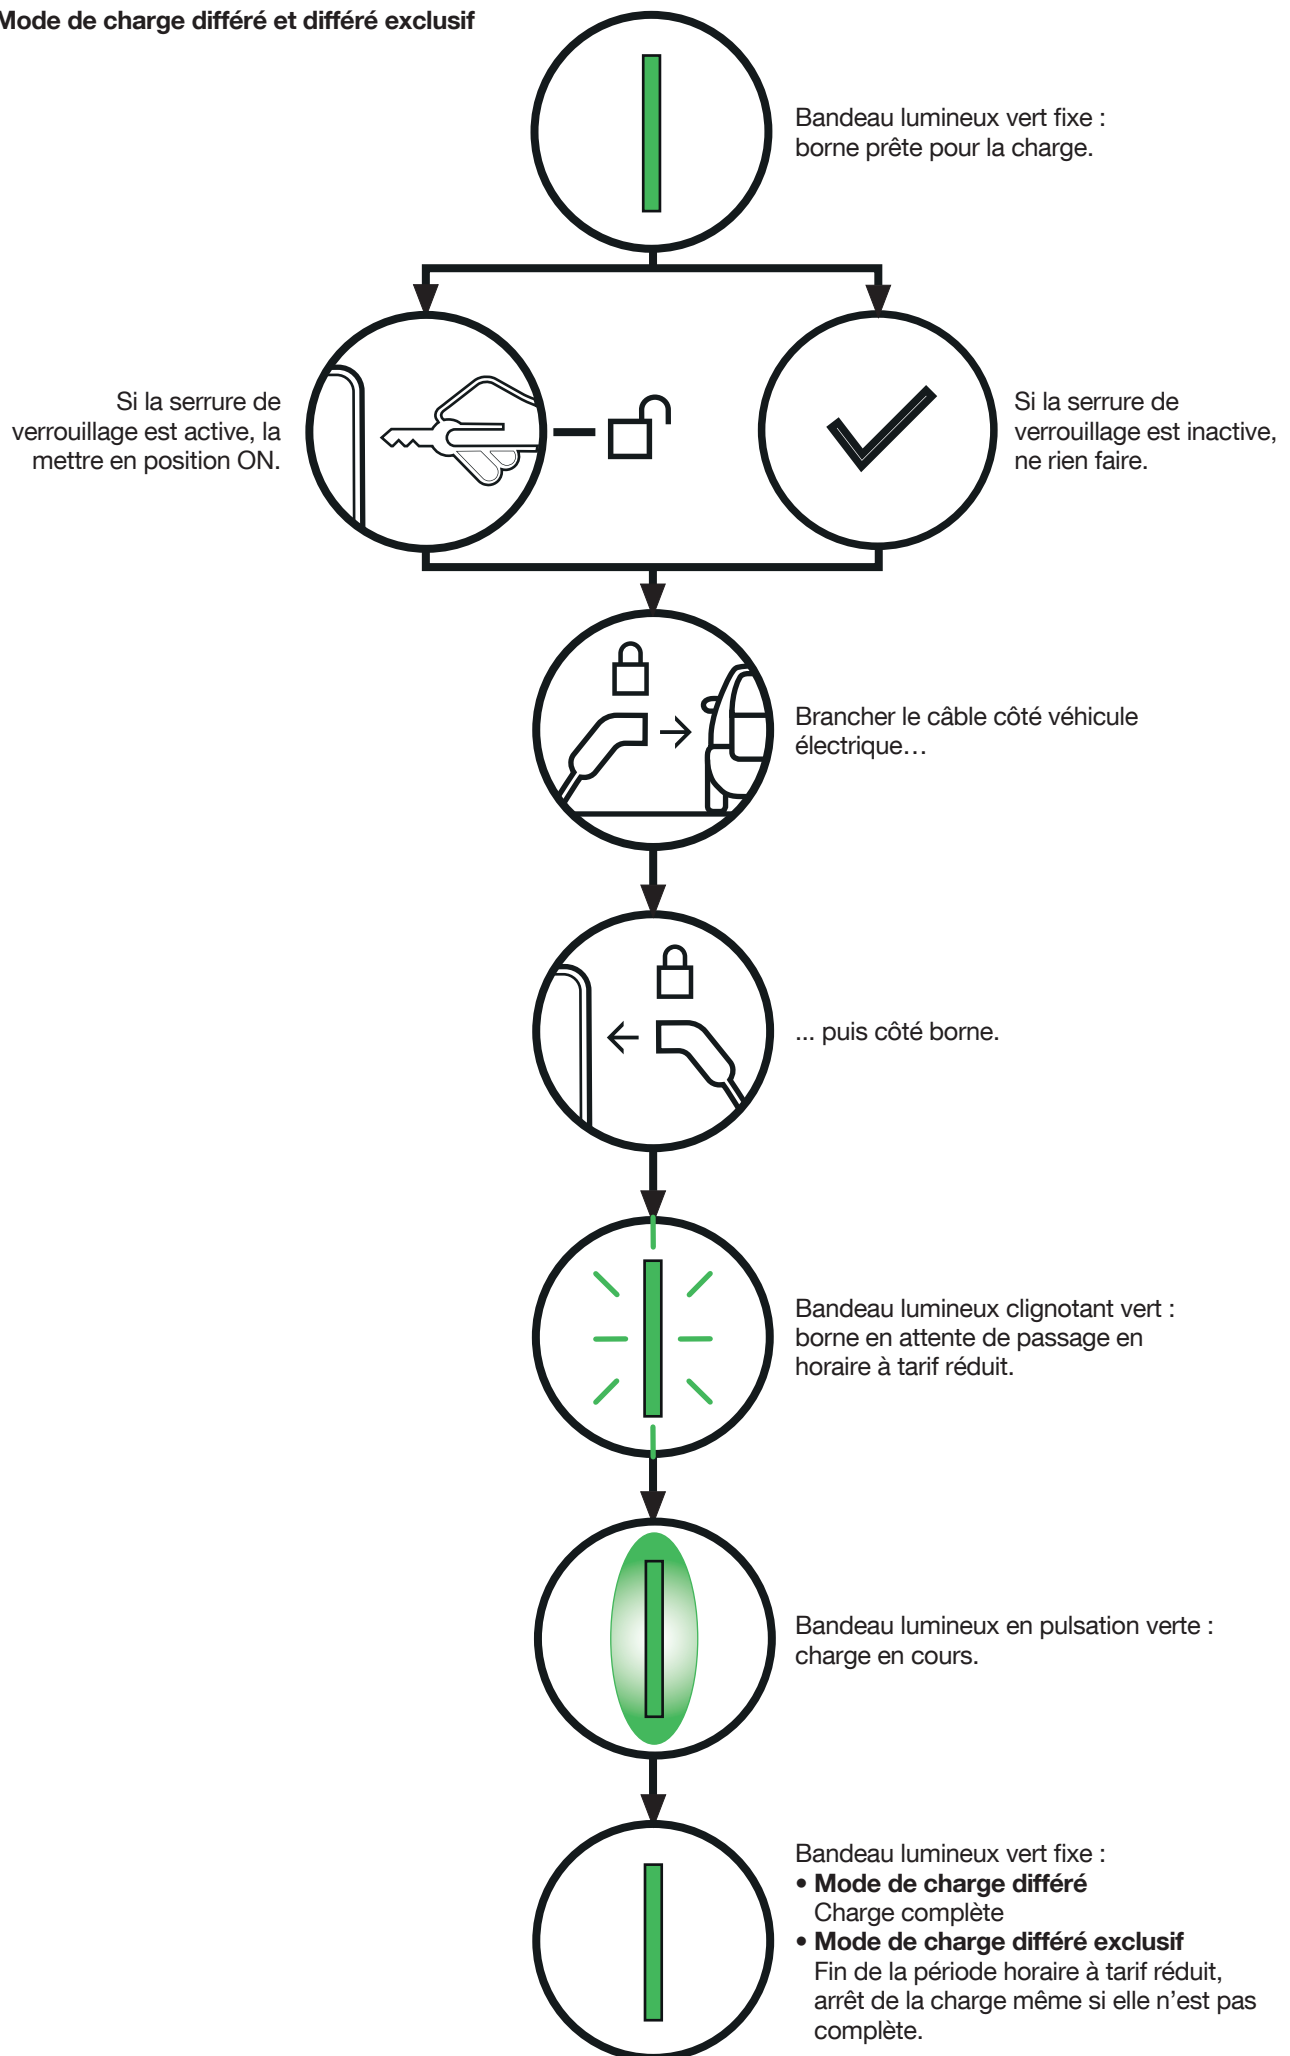 Mode de charge différé et différé exclusif
Bandeau lumineux vert fixe :
borne prête pour la charge.
Si la serrure de
verrouillage est active, la
mettre en position ON.
Si la serrure de
verrouillage est inactive,
ne rien faire.
Brancher le câble côté véhicule
électrique…
... puis côté borne.
Bandeau lumineux clignotant vert :
borne en attente de passage en
horaire à tarif réduit.
Bandeau lumineux en pulsation verte :
charge en cours.
Bandeau lumineux vert fixe :
• Mode de charge différé
Charge complète
• Mode de charge différé exclusif
Fin de la période horaire à tarif réduit,
arrêt de la charge même si elle n’est pas
complète.